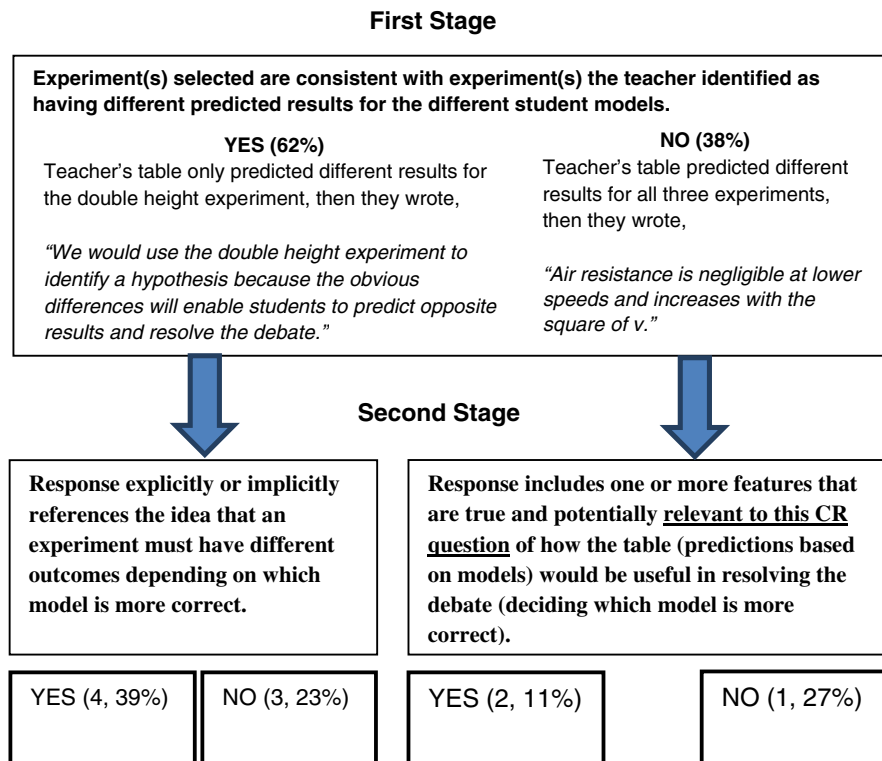 First Stage
Experiment(s) selected are consistent with experiment(s) the teacher identified as
having different predicted results for the different student models.
YES (62%)
Teacher's table only predicted different results for
the double height experiment, then they wrote,
“We would use the double height experiment to
identify a hypothesis because the obvious
differences will enable students to predict opposite
results and resolve the debate.”
NO (38%)
Teacher's table predicted different
results for all three experiments,
then they wrote,
“Air resistance is negligible at lower
speeds and increases with the
square of v.”
Second Stage
Response explicitly or implicitly
references the idea that an
experiment must have different
outcomes depending on which
model is more correct.
Response includes one or more features that
are true and potentially relevant to this CR
question of how the table (predictions based
on models) would be useful in resolving the
debate (deciding which model is more
correct).
YES (4, 39%)
NO (3, 23%)
YES (2, 11%)
NO (1, 27%)